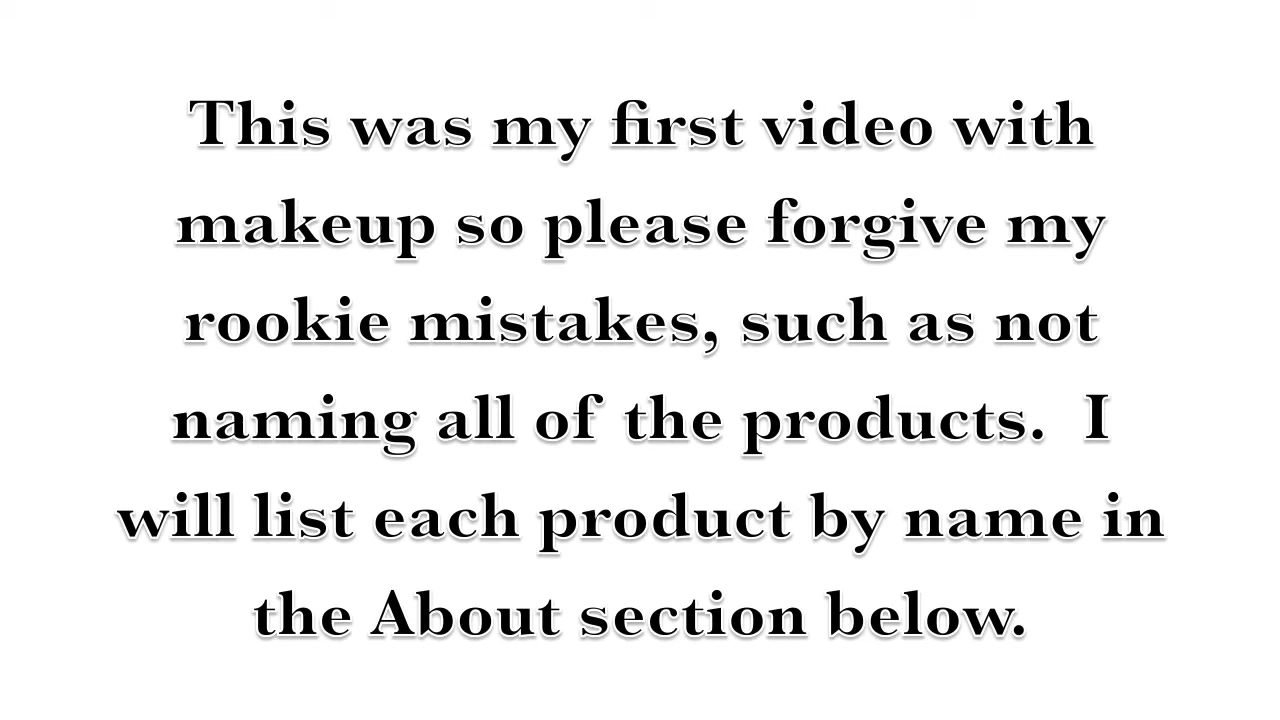 This was my first video with
makeup so please forgive my
rookie mistakes, such as not
naming all of the products.  I
will list each product by name in
the About section below.